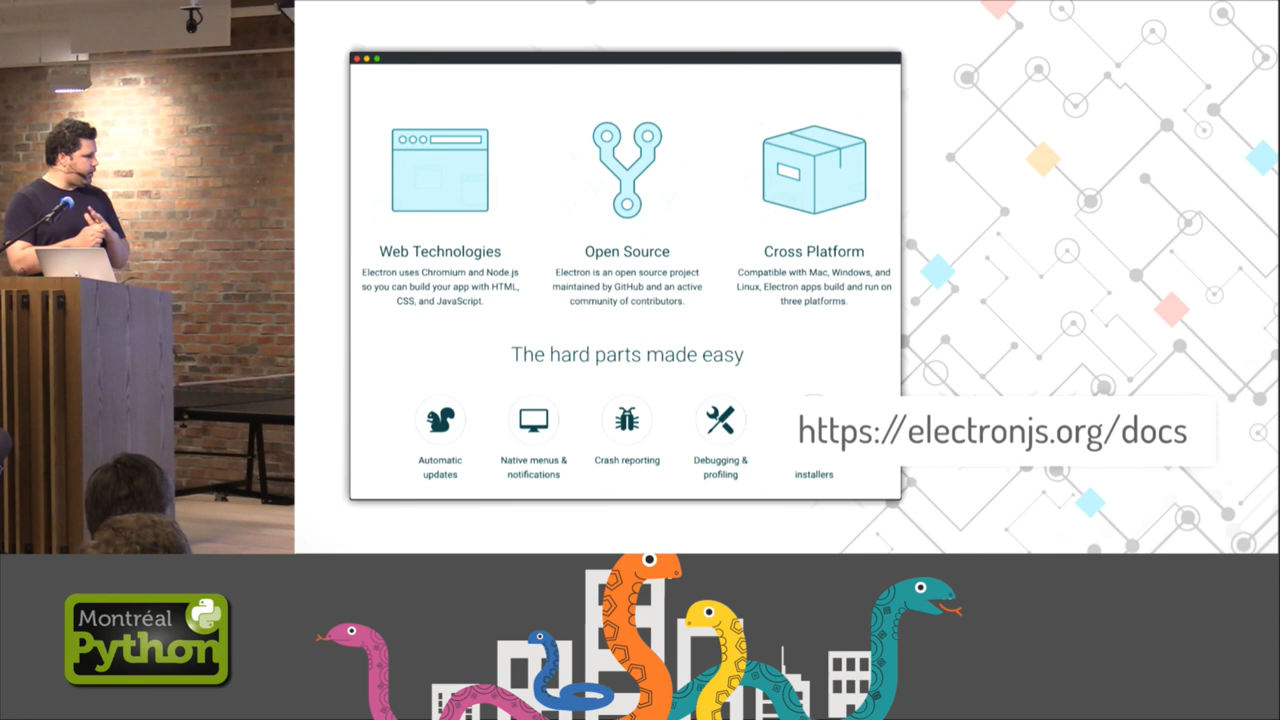 Web Technologies
Electron uses Chromium and Node.js
so you can build your app with HTML,
CSS, and JavaScript.
Open Source
Electron is an open source project
maintained by GitHub and an active
community of contributors.
Cross Platform
Compatible with Mac, Windows, and
Linux, Electron apps build and run on
three platforms.
The hard parts made easy
Automatic
updates
Native menus &
notifications
Crash reporting
Debugging &
profiling
installers
https://electronjs.org/docs
Montréal
Python